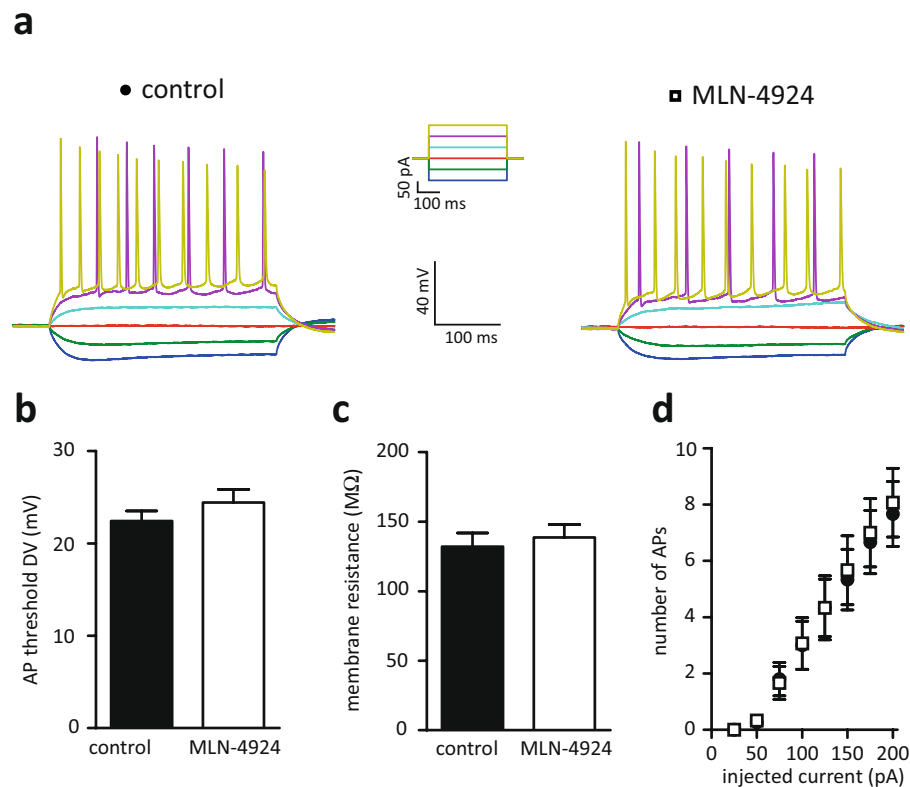 a
● control
MLN-4924
50 pA
100 ms
40 mV
100 ms
b
30
20
10
0
AP threshold DV (mV)
control
MLN-4924
c
200
150
100
50
0
membrane resistance (MΩ)
control
MLN-4924
d
10
8
6
4
2
0
number of APs
0
50
100
150
200
injected current (pA)